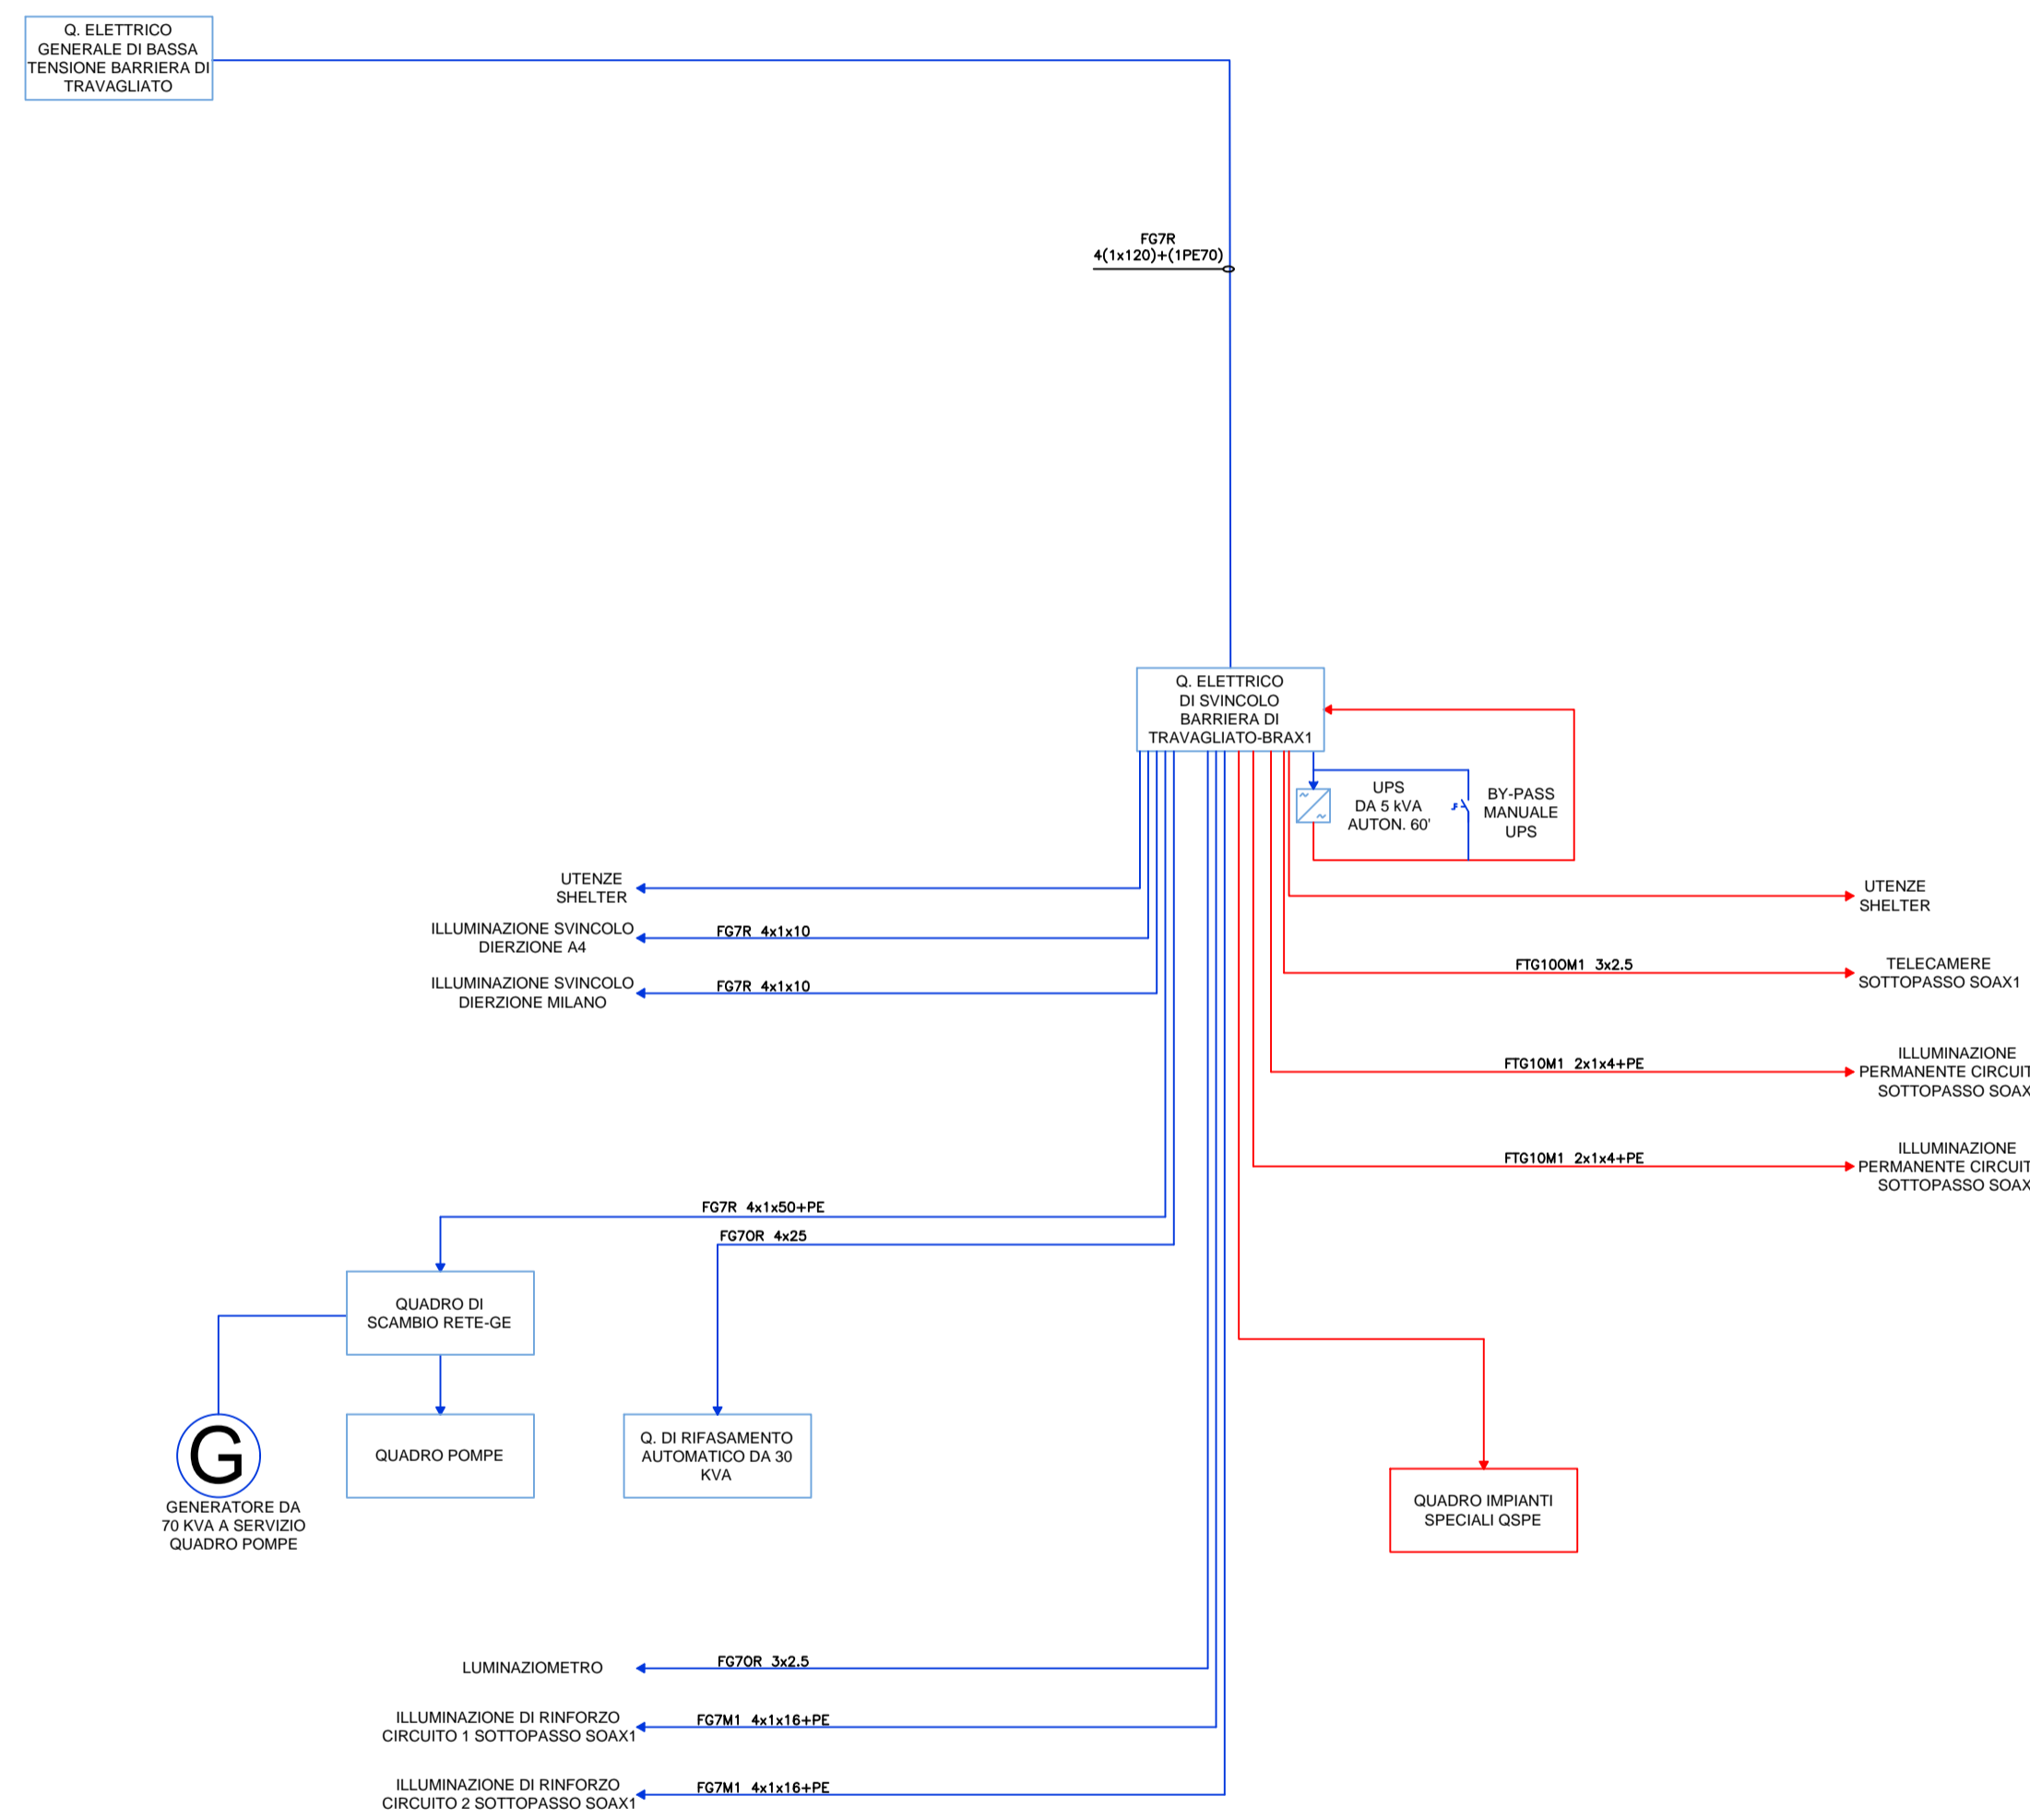 Q. ELETTRICO
GENERALE DI BASSA
TENSIONE BARRIERA DI
TRAVAGLIATO
FG7R
4(1x120)+(1PE70)
Q. ELETTRICO
DI SVINCOLO
BARRIERA DI
TRAVAGLIATO-BRAX1
UPS
DA 5 kVA
AUTON. 60'
BY-PASS
MANUALE
UPS
UTENZE
SHELTER
ILLUMINAZIONE SVINCOLO
DIERZIONE A4
FG7R 4x1x10
ILLUMINAZIONE SVINCOLO
DIERZIONE MILANO
FG7R 4x1x10
UTENZE
SHELTER
FTG10OM1 3x2.5
TELECAMERE
SOTTOPASSO SOAX1
FTG10M1 2x1x4+PE
ILLUMINAZIONE
PERMANENTE CIRCUIT
SOTTOPASSO SOAX
FTG10M1 2x1x4+PE
ILLUMINAZIONE
PERMANENTE CIRCUIT
SOTTOPASSO SOAX
FG7R 4x1x50+PE
FG7OR 4x25
QUADRO DI
SCAMBIO RETE-GE
G
GENERATORE DA
70 KVA A SERVIZIO
QUADRO POMPE
QUADRO POMPE
Q. DI RIFASAMENTO
AUTOMATICO DA 30
KVA
QUADRO IMPIANTI
SPECIALI QSPE
LUMINAZIOMETRO
FG7OR 3x2.5
ILLUMINAZIONE DI RINFORZO
CIRCUITO 1 SOTTOPASSO SOAX1
FG7M1 4x1x16+PE
ILLUMINAZIONE DI RINFORZO
CIRCUITO 2 SOTTOPASSO SOAX1
FG7M1 4x1x16+PE